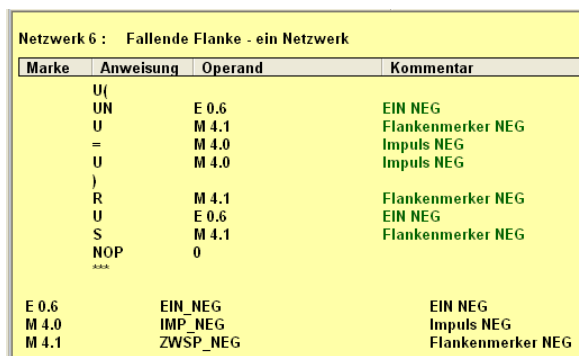 Netzwerk 6 : Fallende Flanke - ein Netzwerk
Marke Anweisung Operand Kommentar
U(
UN E 0.6 EIN NEG
U M 4.1 Flankenmerker NEG
= M 4.0 Impuls NEG
U M 4.0 Impuls NEG
)
R M 4.1 Flankenmerker NEG
U E 0.6 EIN NEG
S M 4.1 Flankenmerker NEG
NOP 0
***
E 0.6 EIN_NEG EIN NEG
M 4.0 IMP_NEG Impuls NEG
M 4.1 ZWSP_NEG Flankenmerker NEG